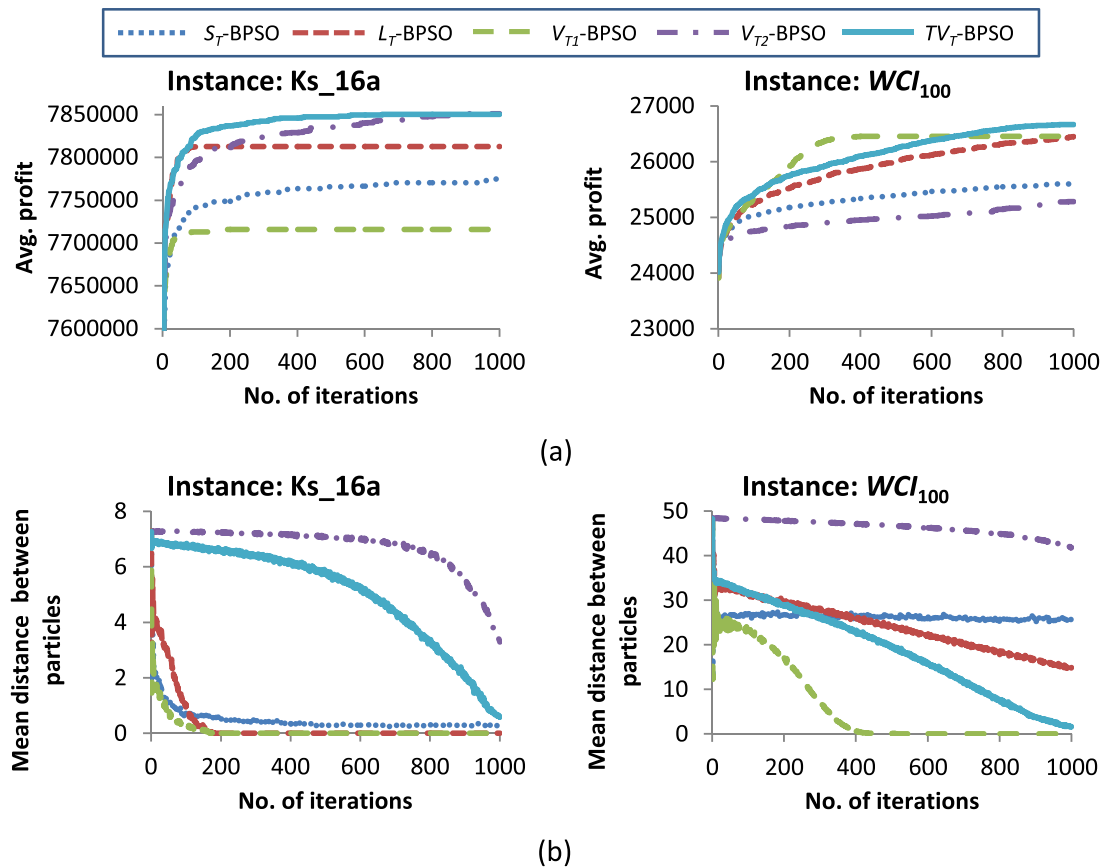 S_T-BPSO L_T-BPSO V_T1-BPSO V_T2-BPSO TV_T-BPSO
Instance: Ks_16a
Avg. profit
7850000
7800000
7750000
7700000
7650000
7600000
0 200 400 600 800 1000
No. of iterations
Instance: WCI_100
Avg. profit
27000
26000
25000
24000
23000
0 200 400 600 800 1000
No. of iterations
(a)
Instance: Ks_16a
Mean distance between
particles
8
6
4
2
0
0 200 400 600 800 1000
No. of iterations
Instance: WCI_100
Mean distance between
particles
50
40
30
20
10
0
0 200 400 600 800 1000
No. of iterations
(b)